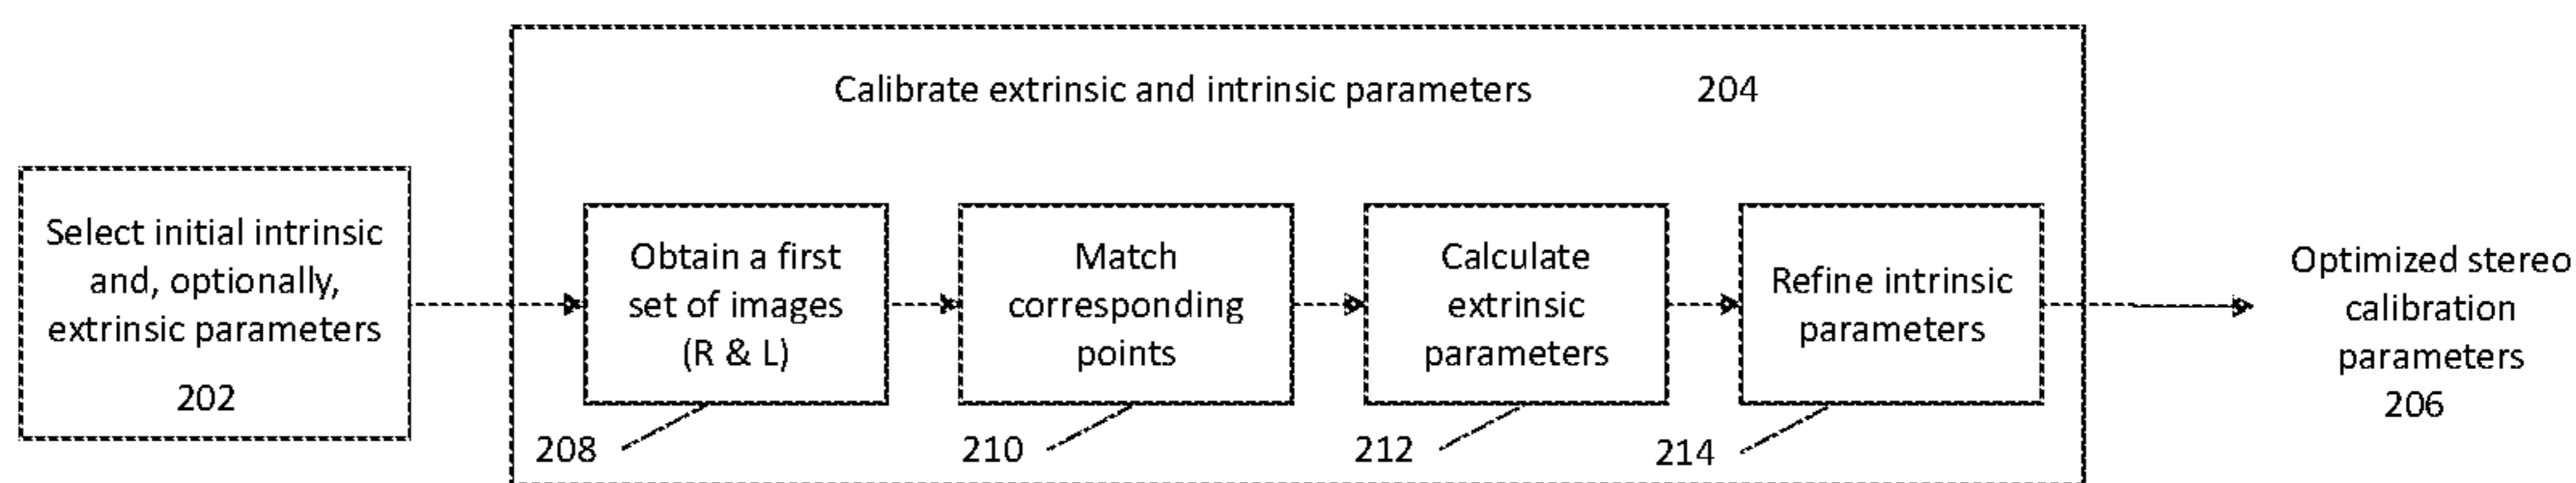 Calibrate extrinsic and intrinsic parameters 204
Select initial intrinsic
and, optionally,
extrinsic parameters
202
Obtain a first
set of images
(R & L)
208
Match
corresponding
points
210
Calculate
extrinsic
parameters
212
Refine intrinsic
parameters
214
Optimized stereo
calibration
parameters
206